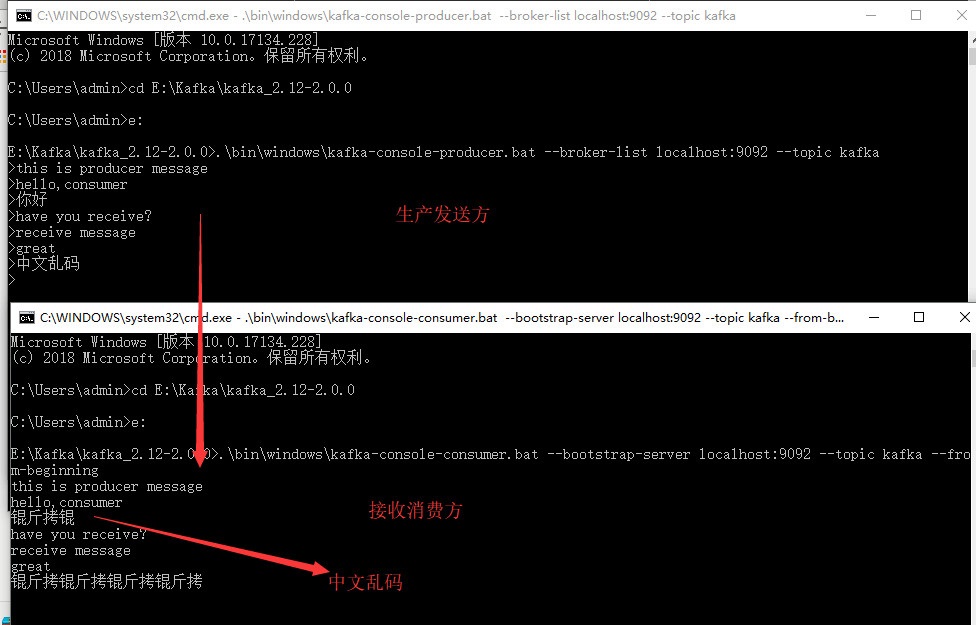 C:\WINDOWS\system32\cmd.exe - .\bin\windows\kafka-console-producer.bat --broker-list localhost:9092 --topic kafka
Microsoft Windows [版本 10.0.17134.228]
(c) 2018 Microsoft Corporation。保留所有权利。
C:\Users\admin>cd E:\Kafka\kafka_2.12-2.0.0
C:\Users\admin>e:
E:\Kafka\kafka_2.12-2.0.0>.\bin\windows\kafka-console-producer.bat --broker-list localhost:9092 --topic kafka
>this is producer message
>hello,consumer
>你好
>have you receive?
生产发送方
>receive message
>great
>中文乱码
>
C:\WINDOWS\system32\cmd.exe - .\bin\windows\kafka-console-consumer.bat --bootstrap-server localhost:9092 --topic kafka --from-b...
Microsoft Windows [版本 10.0.17134.228]
(c) 2018 Microsoft Corporation。保留所有权利。
C:\Users\admin>cd E:\Kafka\kafka_2.12-2.0.0
C:\Users\admin>e:
E:\Kafka\kafka_2.12-2.0.0>.\bin\windows\kafka-console-consumer.bat --bootstrap-server localhost:9092 --topic kafka --fro
m-beginning
this is producer message
hello,consumer
接收消费方
锟斤拷锟
have you receive?
receive message
great
锟斤拷锟斤拷锟斤拷锟斤拷
中文乱码